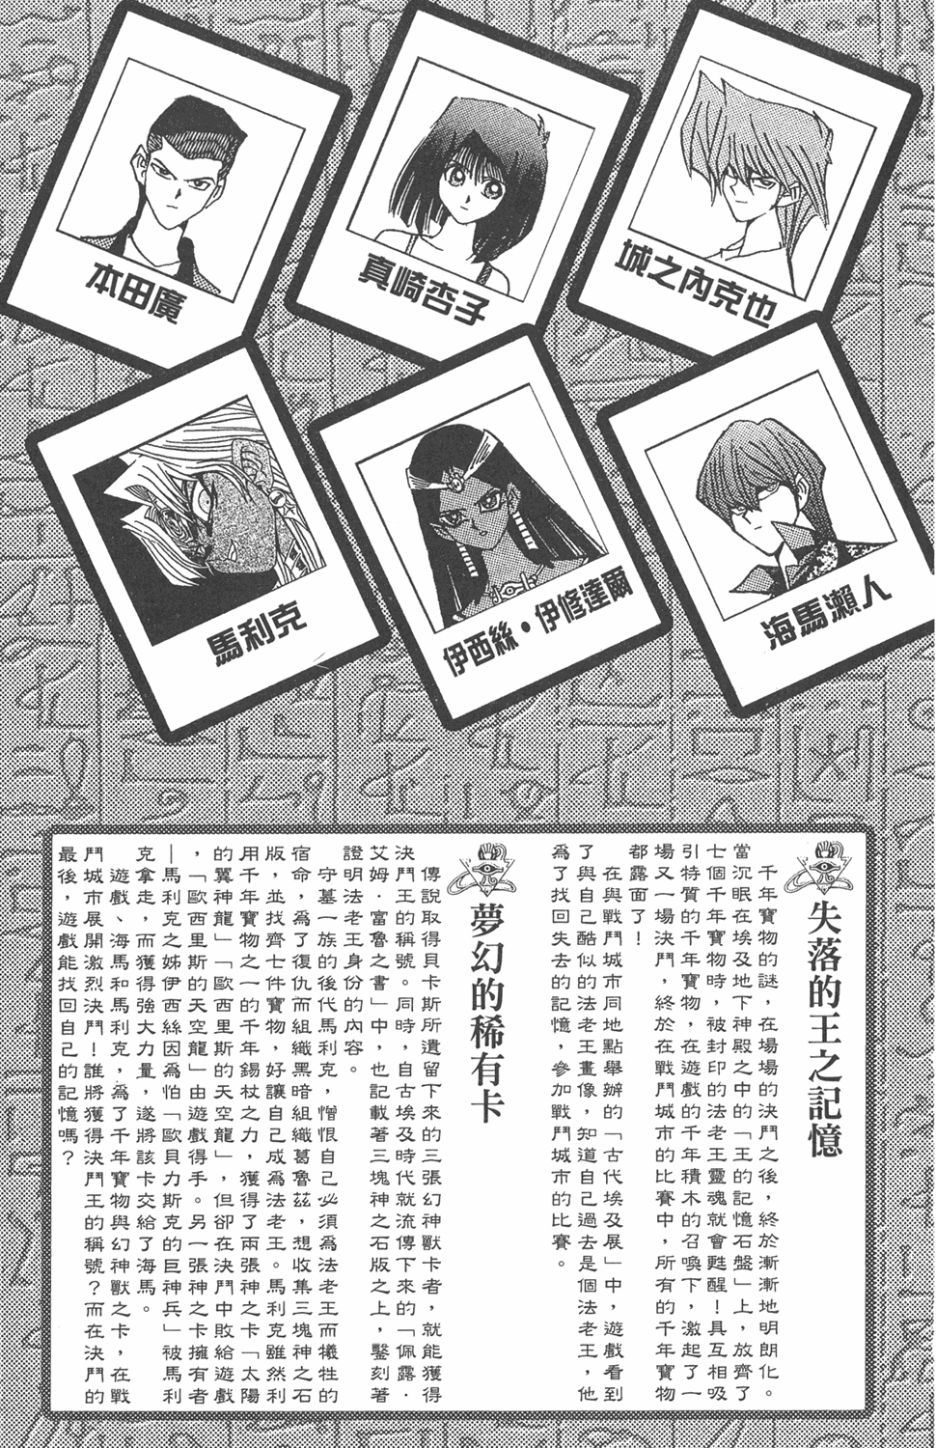 城之內克也
真崎杏子
本田廣
海馬瀨人
伊西絲·伊修達爾
馬利克
失落的王之記憶
千年寶物的謎，在場場的決鬥之後，終於漸漸地明朗化。
當沉眠在埃及地下神殿之中的「王的記憶石盤」上，放齊了
七個千年寶物時，被封印的法老王靈魂就會甦醒！具互相吸
引特質的千年寶物，在遊戲的千年積木的召喚下，激起了一
場又一場決鬥，終於在戰鬥城市的比賽中，所有的千年寶物
都露面了！
在與戰鬥城市同地點舉辦的「古代埃及展」中，遊戲看到
了與自己酷似的法老王畫像，知道自己過去是個法老王，他
為了找回失去的記憶，參加戰鬥城市的比賽。
夢幻的稀有卡
傳說取得貝卡斯所遺留下來的三張幻神獸卡者，就能獲得
決鬥王的稱號。同時，自古埃及時代就流傳下來的「佩露·
艾姆·富魯之書」中，也記載著三塊神之石版之上，鑿刻著
證明法老王身份的內容。
守墓一族的後代馬利克，憎恨自己必須為法老王而犧牲的
宿命，為了復仇而組織黑暗組織葛魯茲，想收集三塊神之石
版，並找齊七件寶物，好讓自己成為法老王。馬利克雖然利
用千年寶物之一的千年錫杖之力，獲得了兩張神之卡「太陽
的翼神龍」「歐西里斯的天空龍」，但卻在決鬥中敗給遊戲
，「歐西里斯的天空龍」由遊戲得手。另一張神之卡擁有者
—馬利克之姊伊西絲因為怕「歐貝力斯克的巨神兵」被馬利
克拿走，而獲得強大力量，遂將該卡交給了海馬。
遊戲、海馬和馬利克，為了千年寶物與幻神獸之卡，在戰
鬥城市展開激烈決鬥！誰將獲得決鬥王的稱號？而在決鬥的
最後，遊戲能找回自己的記憶嗎？